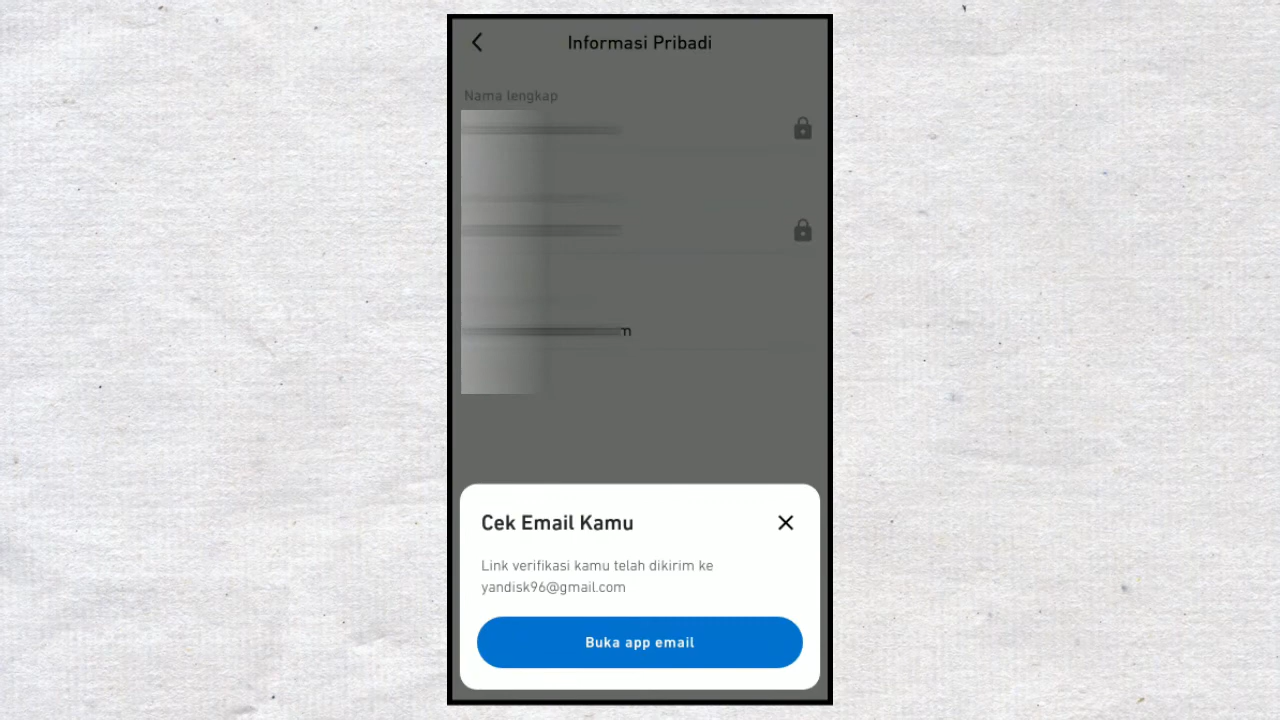 Informasi Pribadi
Nama lengkap
m
Cek Email Kamu
Link verifikasi kamu telah dikirim ke
yandisk96@gmail.com
Buka app email